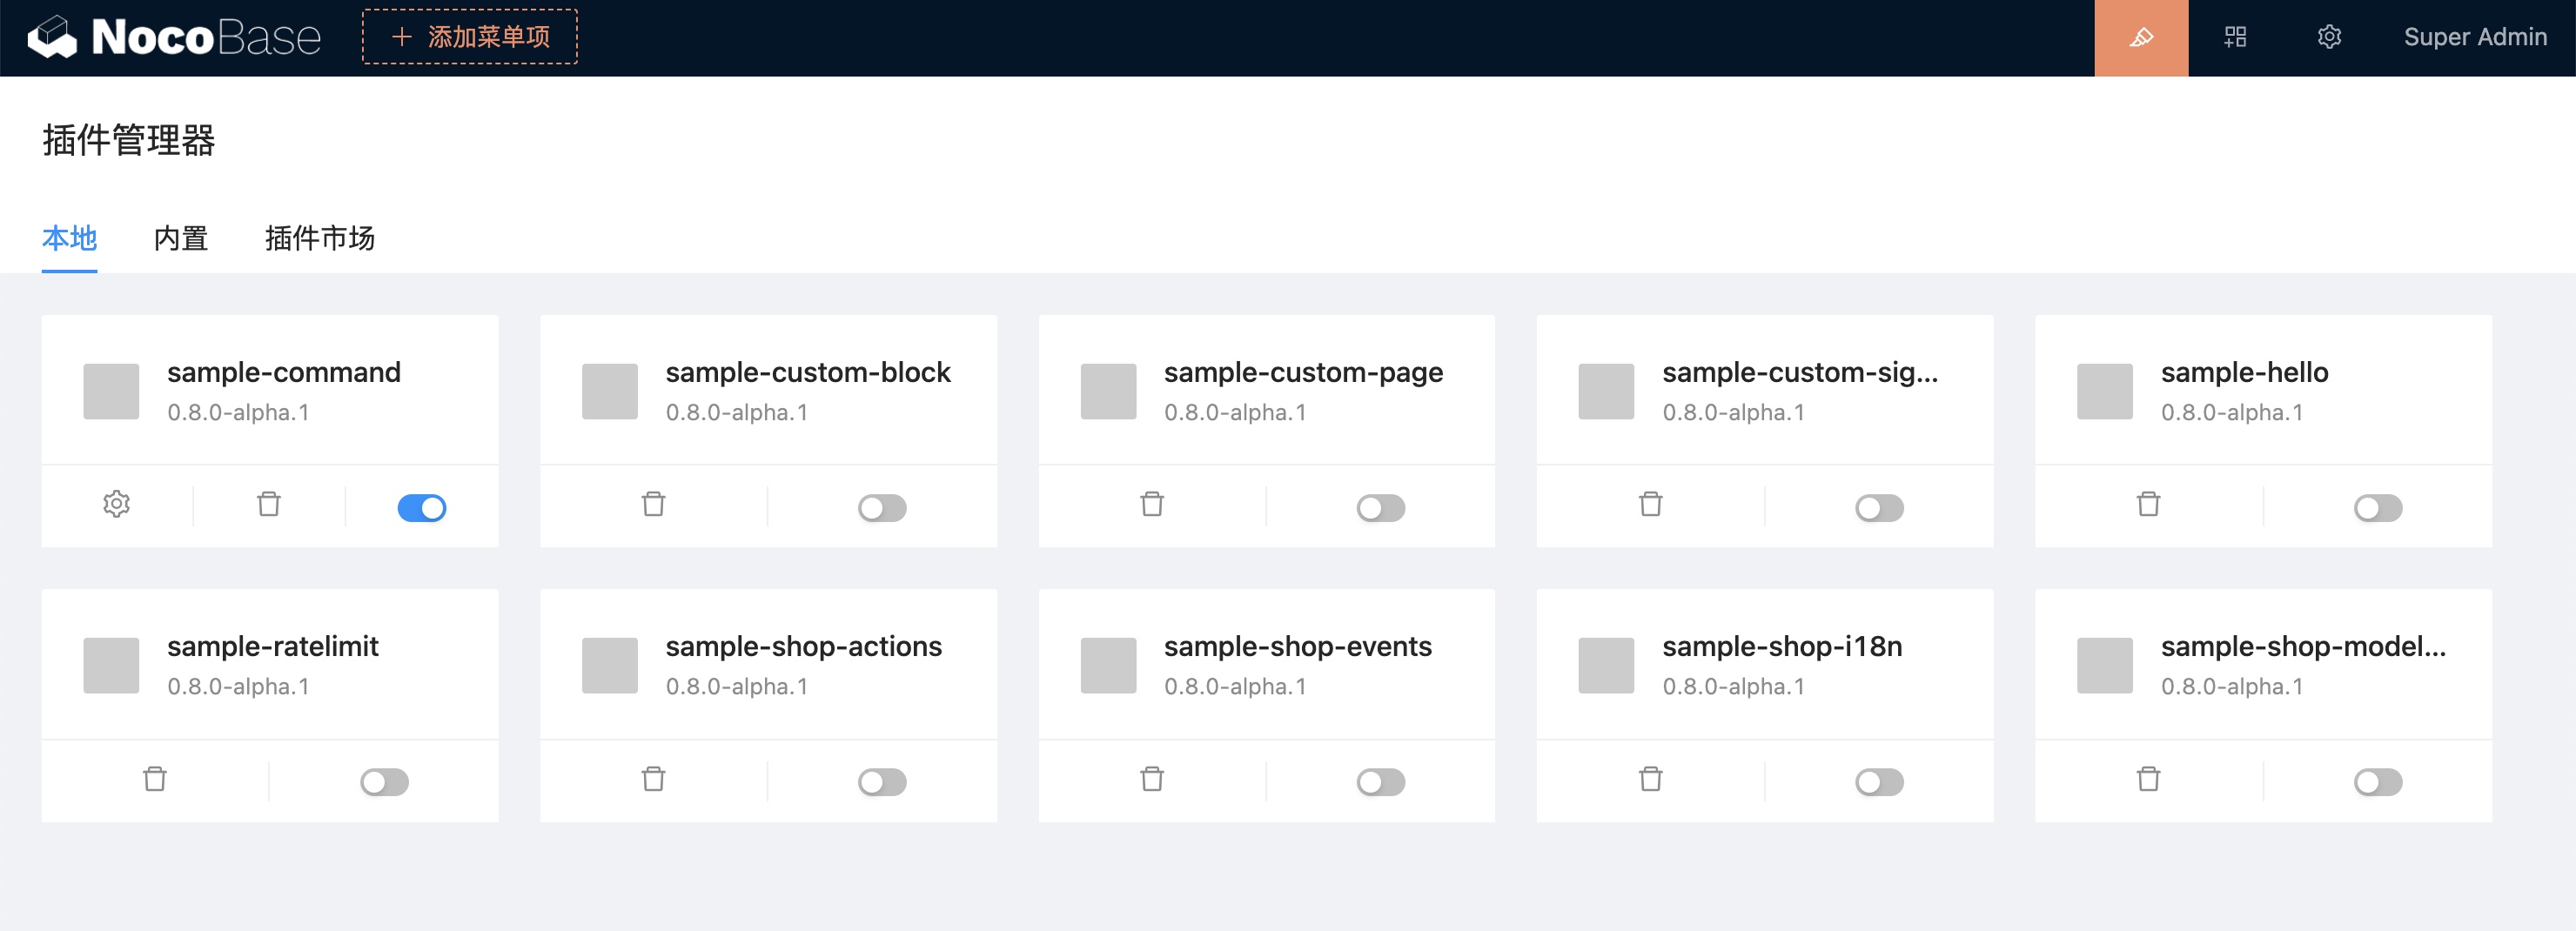 NocoBase
添加菜单项
Super Admin
插件管理器
本地 内置 插件市场
sample-command
0.8.0-alpha.1
sample-custom-block
0.8.0-alpha.1
sample-custom-page
0.8.0-alpha.1
sample-custom-sig...
0.8.0-alpha.1
sample-hello
0.8.0-alpha.1
sample-ratelimit
0.8.0-alpha.1
sample-shop-actions
0.8.0-alpha.1
sample-shop-events
0.8.0-alpha.1
sample-shop-i18n
0.8.0-alpha.1
sample-shop-model...
0.8.0-alpha.1